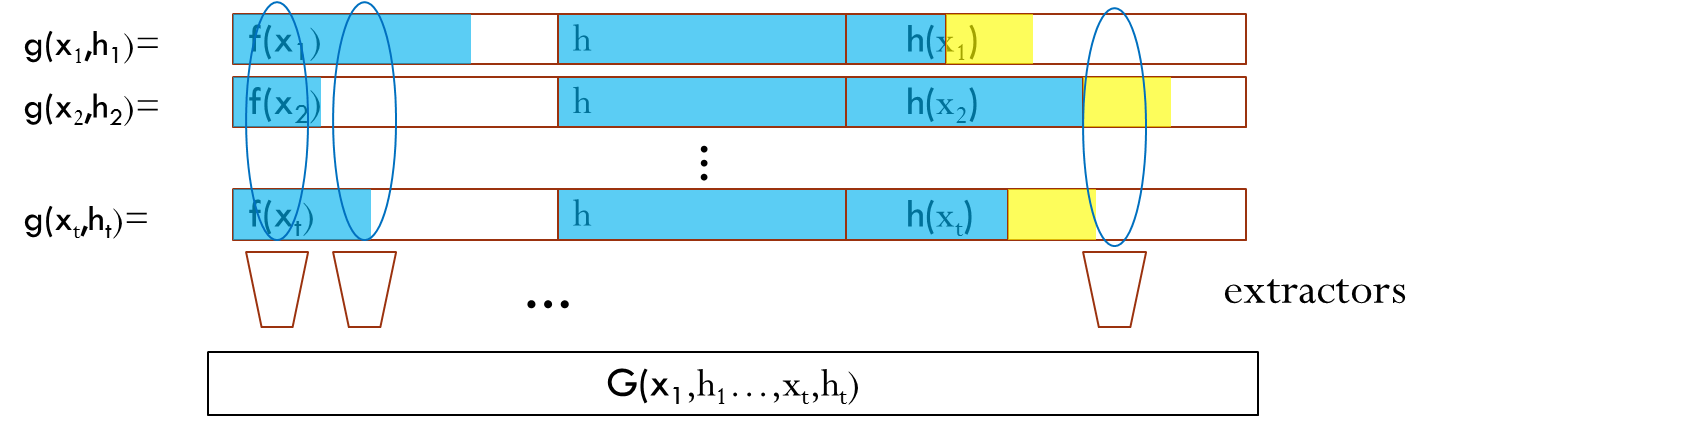 g(x₁,h₁)= f(x₁) h h(x₁)
g(x₂,h₂)= f(x₂) h h(x₂)
⋮
g(xₜ,hₜ)= f(xₜ) h h(xₜ)
... extractors
G(x₁,h₁...,xₜ,hₜ)